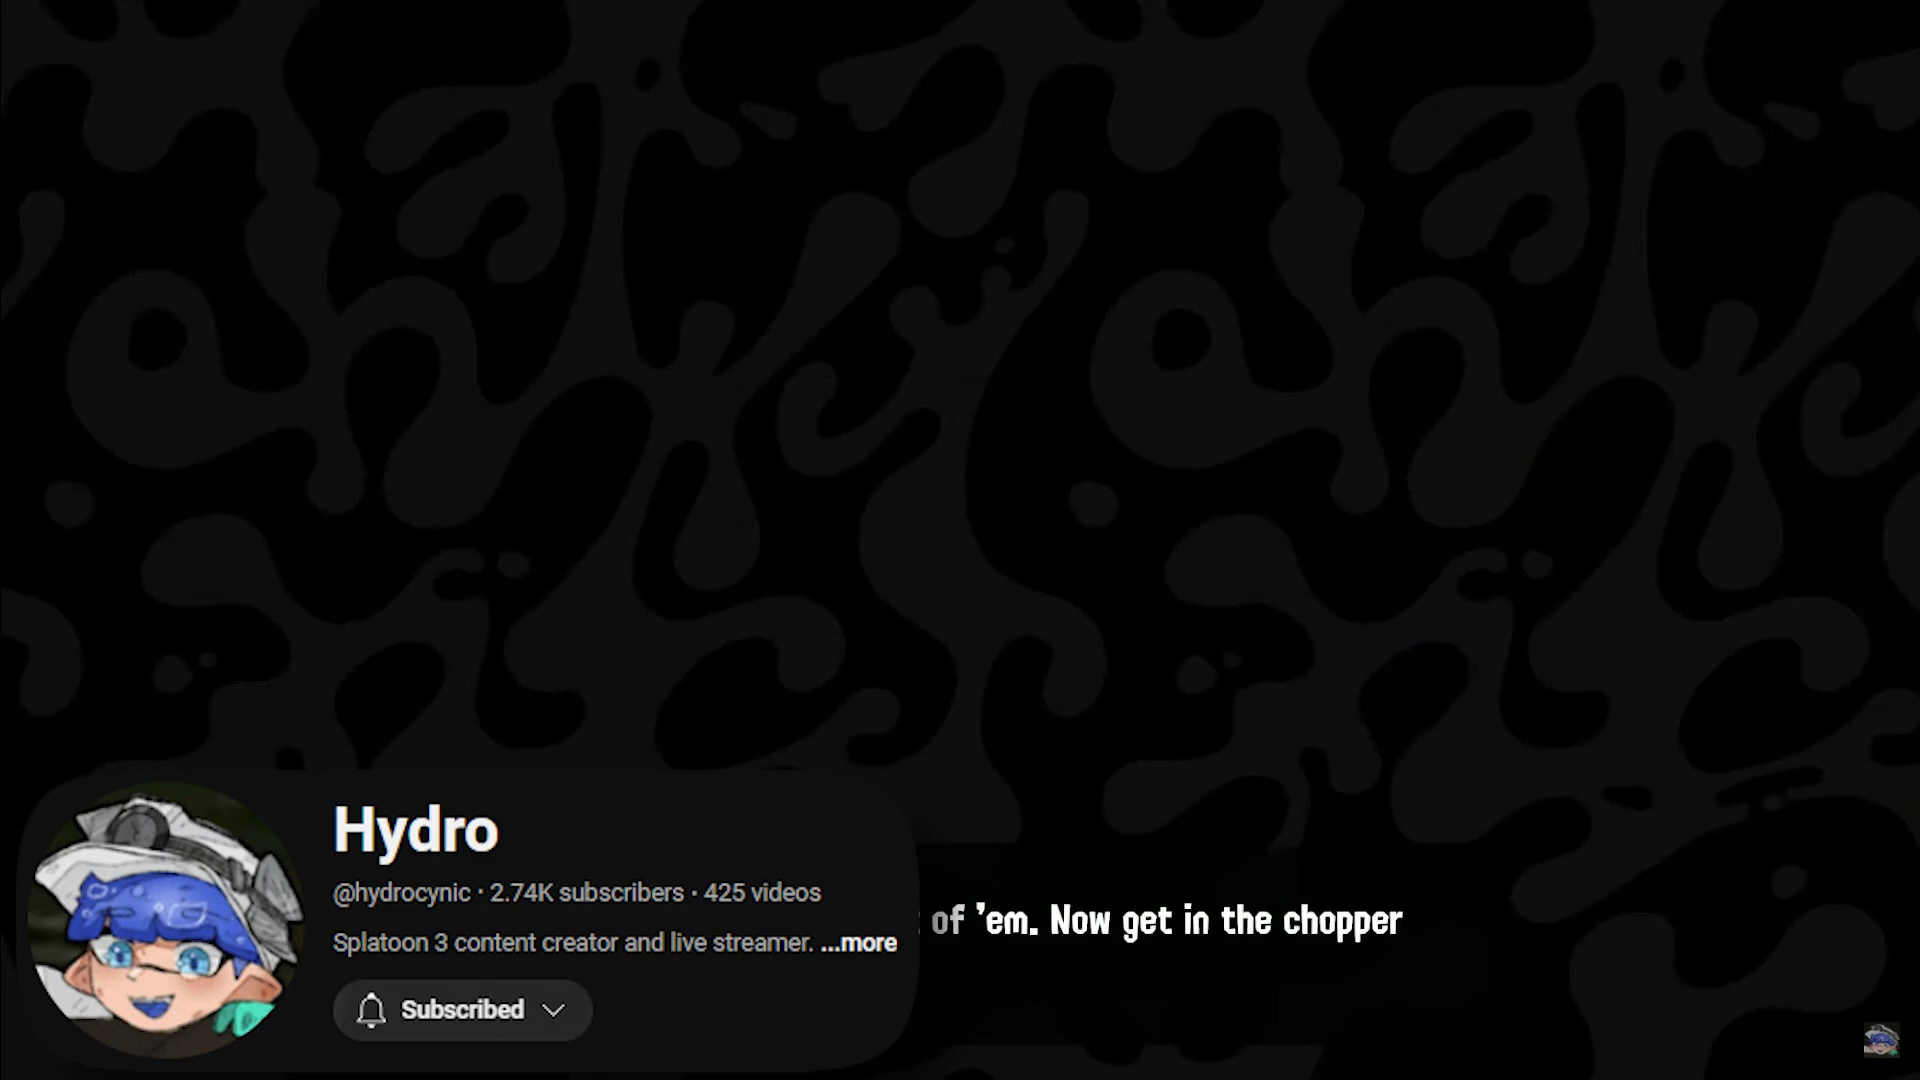 Hydro
@hydrocynic · 2.74K subscribers · 425 videos
Splatoon 3 content creator and live streamer. ...more
Subscribed
of 'em. Now get in the chopper